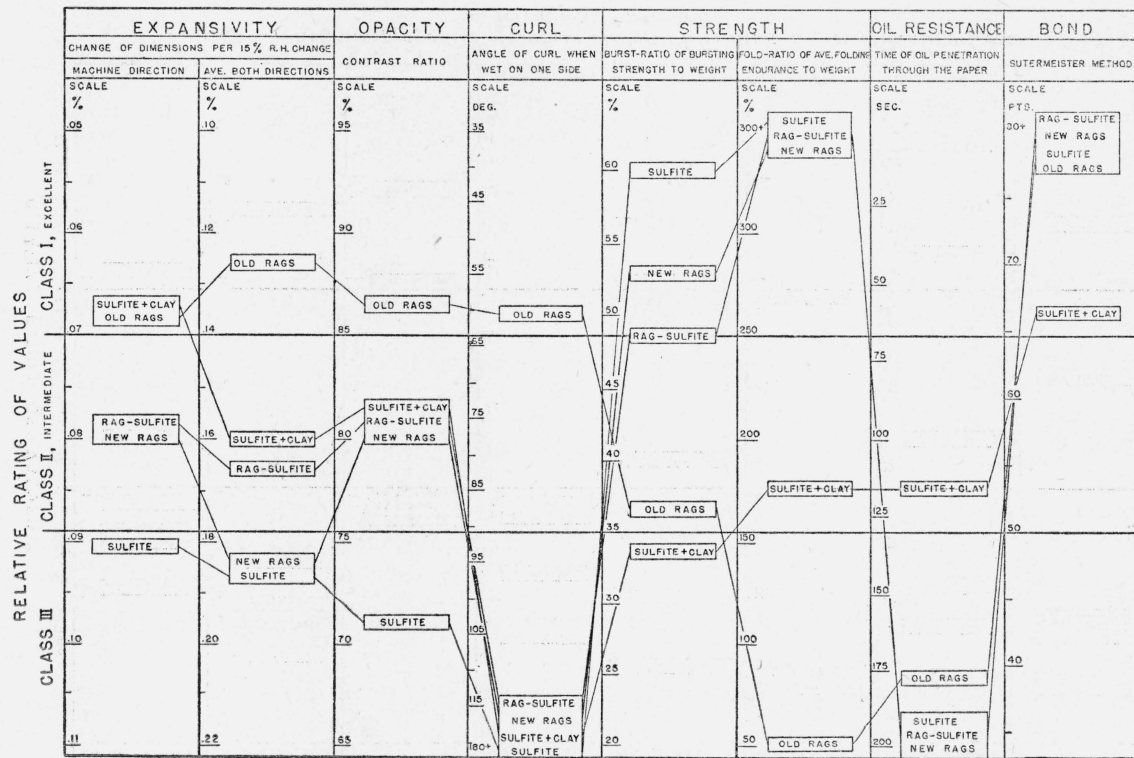 EXPANSIVITY
OPACITY
CURL
STRENGTH
OIL RESISTANCE
BOND
CHANGE OF DIMENSIONS PER 15% R.H. CHANGE
MACHINE DIRECTION
AVE. BOTH DIRECTIONS
CONTRAST RATIO
ANGLE OF CURL WHEN
WET ON ONE SIDE
BURST-RATIO OF BURSTING
STRENGTH TO WEIGHT
FOLD-RATIO OF AVE. FOLDING
ENDURANCE TO WEIGHT
TIME OF OIL PENETRATION
THROUGH THE PAPER
SUTERMEISTER METHOD
RELATIVE RATING OF VALUES
CLASS I, EXCELLENT
CLASS II, INTERMEDIATE
CLASS III
SCALE
%
.05
.06
.07
.08
.09
.10
.11
SULFITE+CLAY
OLD RAGS
RAG-SULFITE
NEW RAGS
SULFITE
SCALE
%
.10
.12
.14
.16
.18
.20
.22
OLD RAGS
SULFITE+CLAY
RAG-SULFITE
NEW RAGS
SULFITE
SCALE
%
95
90
85
80
75
70
65
OLD RAGS
SULFITE+CLAY
RAG-SULFITE
NEW RAGS
SULFITE
SCALE
DEG.
35
45
55
65
75
85
95
105
115
180+
OLD RAGS
RAG-SULFITE
NEW RAGS
SULFITE+CLAY
SULFITE
SCALE
%
60
55
50
45
40
35
30
25
20
SULFITE
NEW RAGS
RAG-SULFITE
OLD RAGS
SULFITE+CLAY
SCALE
%
300+
300
250
200
150
100
50
SULFITE
RAG-SULFITE
NEW RAGS
SULFITE+CLAY
OLD RAGS
SCALE
SEC.
25
50
75
100
125
150
175
200
SULFITE+CLAY
OLD RAGS
SULFITE
RAG-SULFITE
NEW RAGS
SCALE
PTS.
80+
70
60
50
40
RAG-SULFITE
NEW RAGS
SULFITE
OLD RAGS
SULFITE+CLAY